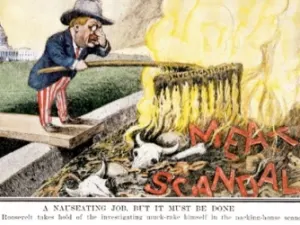 MEAT
SCANDAL
A NAUSEATING JOB, BUT IT MUST BE DONE
Roosevelt takes hold of the investigating muck-rake himself in the packing-house scandal